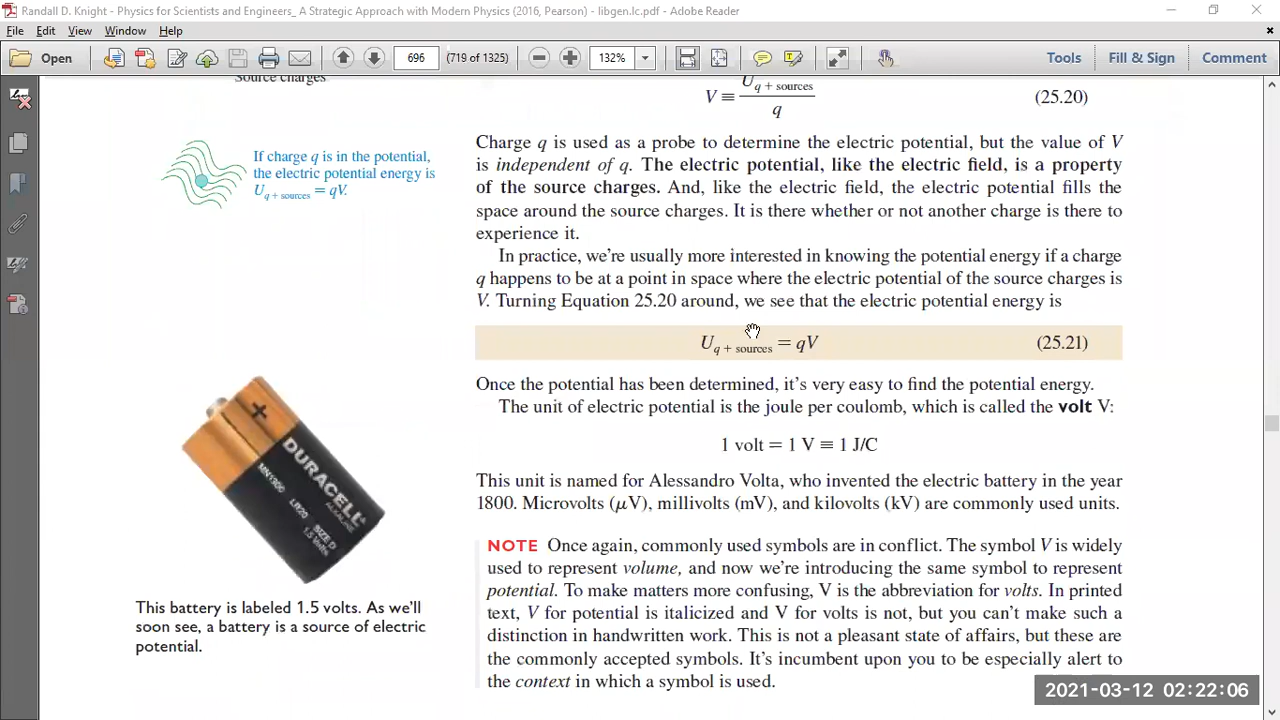 Randall D. Knight - Physics for Scientists and Engineers_ A Strategic Approach with Modern Physics (2016, Pearson) - libgen.lc.pdf - Adobe Reader
File Edit View Window Help
Open 696 (719 of 1325) 132% Tools Fill & Sign Comment
Source charges
V ≡ U_{q + sources} / q (25.20)
If charge q is in the potential,
the electric potential energy is
U_{q + sources} = qV.
Charge q is used as a probe to determine the electric potential, but the value of V
is independent of q. The electric potential, like the electric field, is a property
of the source charges. And, like the electric field, the electric potential fills the
space around the source charges. It is there whether or not another charge is there to
experience it.
In practice, we're usually more interested in knowing the potential energy if a charge
q happens to be at a point in space where the electric potential of the source charges is
V. Turning Equation 25.20 around, we see that the electric potential energy is
U_{q + sources} = qV (25.21)
Once the potential has been determined, it's very easy to find the potential energy.
The unit of electric potential is the joule per coulomb, which is called the volt V:
1 volt = 1 V ≡ 1 J/C
This unit is named for Alessandro Volta, who invented the electric battery in the year
1800. Microvolts (μV), millivolts (mV), and kilovolts (kV) are commonly used units.
+
DURACELL
ALKALINE
MN1300
LR20
SIZE D
1.5 Volts
This battery is labeled 1.5 volts. As we'll
soon see, a battery is a source of electric
potential.
NOTE Once again, commonly used symbols are in conflict. The symbol V is widely
used to represent volume, and now we're introducing the same symbol to represent
potential. To make matters more confusing, V is the abbreviation for volts. In printed
text, V for potential is italicized and V for volts is not, but you can't make such a
distinction in handwritten work. This is not a pleasant state of affairs, but these are
the commonly accepted symbols. It's incumbent upon you to be especially alert to
the context in which a symbol is used.
2021-03-12 02:22:06